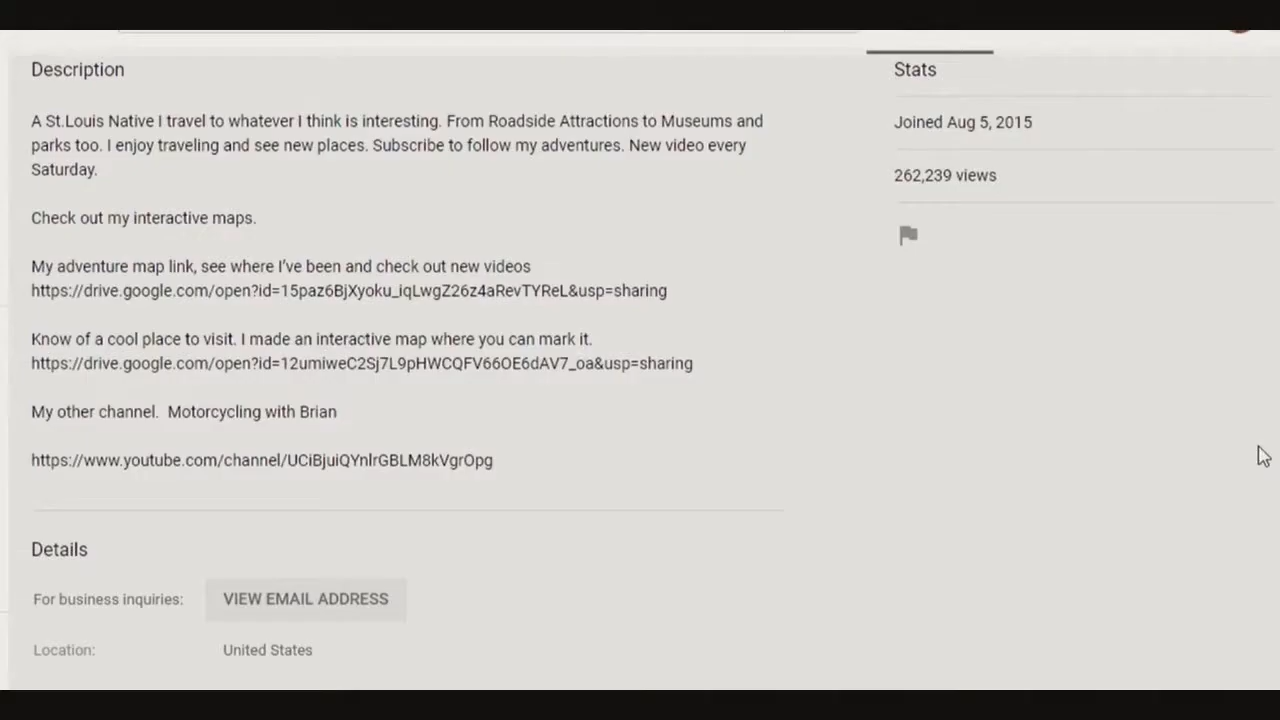 Description
A St.Louis Native I travel to whatever I think is interesting. From Roadside Attractions to Museums and
parks too. I enjoy traveling and see new places. Subscribe to follow my adventures. New video every
Saturday.
Check out my interactive maps.
My adventure map link, see where I've been and check out new videos
https://drive.google.com/open?id=15paz6BjXyoku_iqLwgZ26z4aRevTYReL&usp=sharing
Know of a cool place to visit. I made an interactive map where you can mark it.
https://drive.google.com/open?id=12umiweC2Sj7L9pHWCQFV66OE6dAV7_oa&usp=sharing
My other channel.  Motorcycling with Brian
https://www.youtube.com/channel/UCiBjuiQYnlrGBLM8kVgrOpg
Details
For business inquiries: VIEW EMAIL ADDRESS
Location: United States
Stats
Joined Aug 5, 2015
262,239 views